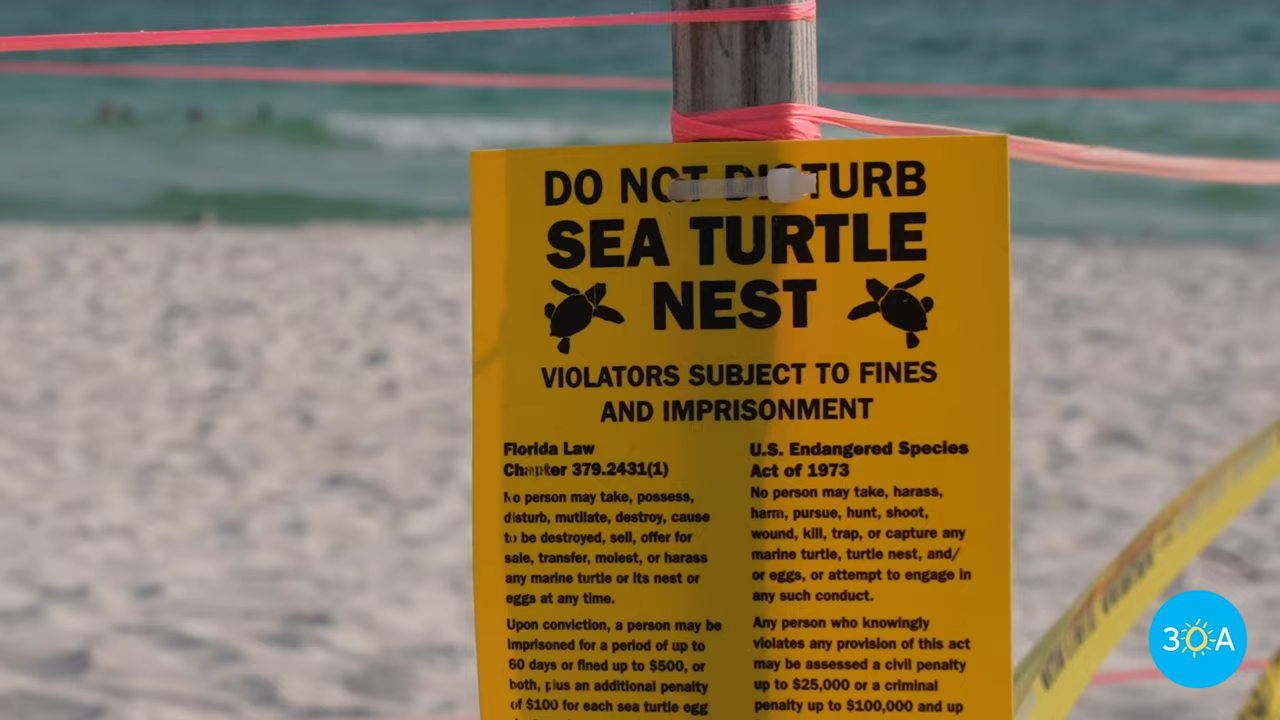 DO NOT DISTURB
SEA TURTLE
NEST
VIOLATORS SUBJECT TO FINES
AND IMPRISONMENT
Florida Law
Chapter 379.2431(1)
No person may take, possess,
disturb, mutilate, destroy, cause
to be destroyed, sell, offer for
sale, transfer, molest, or harass
any marine turtle or its nest or
eggs at any time.
Upon conviction, a person may be
imprisoned for a period of up to
60 days or fined up to $500, or
both, plus an additional penalty
of $100 for each sea turtle egg
U.S. Endangered Species
Act of 1973
No person may take, harass,
harm, pursue, hunt, shoot,
wound, kill, trap, or capture any
marine turtle, turtle nest, and/
or eggs, or attempt to engage in
any such conduct.
Any person who knowingly
violates any provision of this act
may be assessed a civil penalty
up to $25,000 or a criminal
penalty up to $100,000 and up
30A